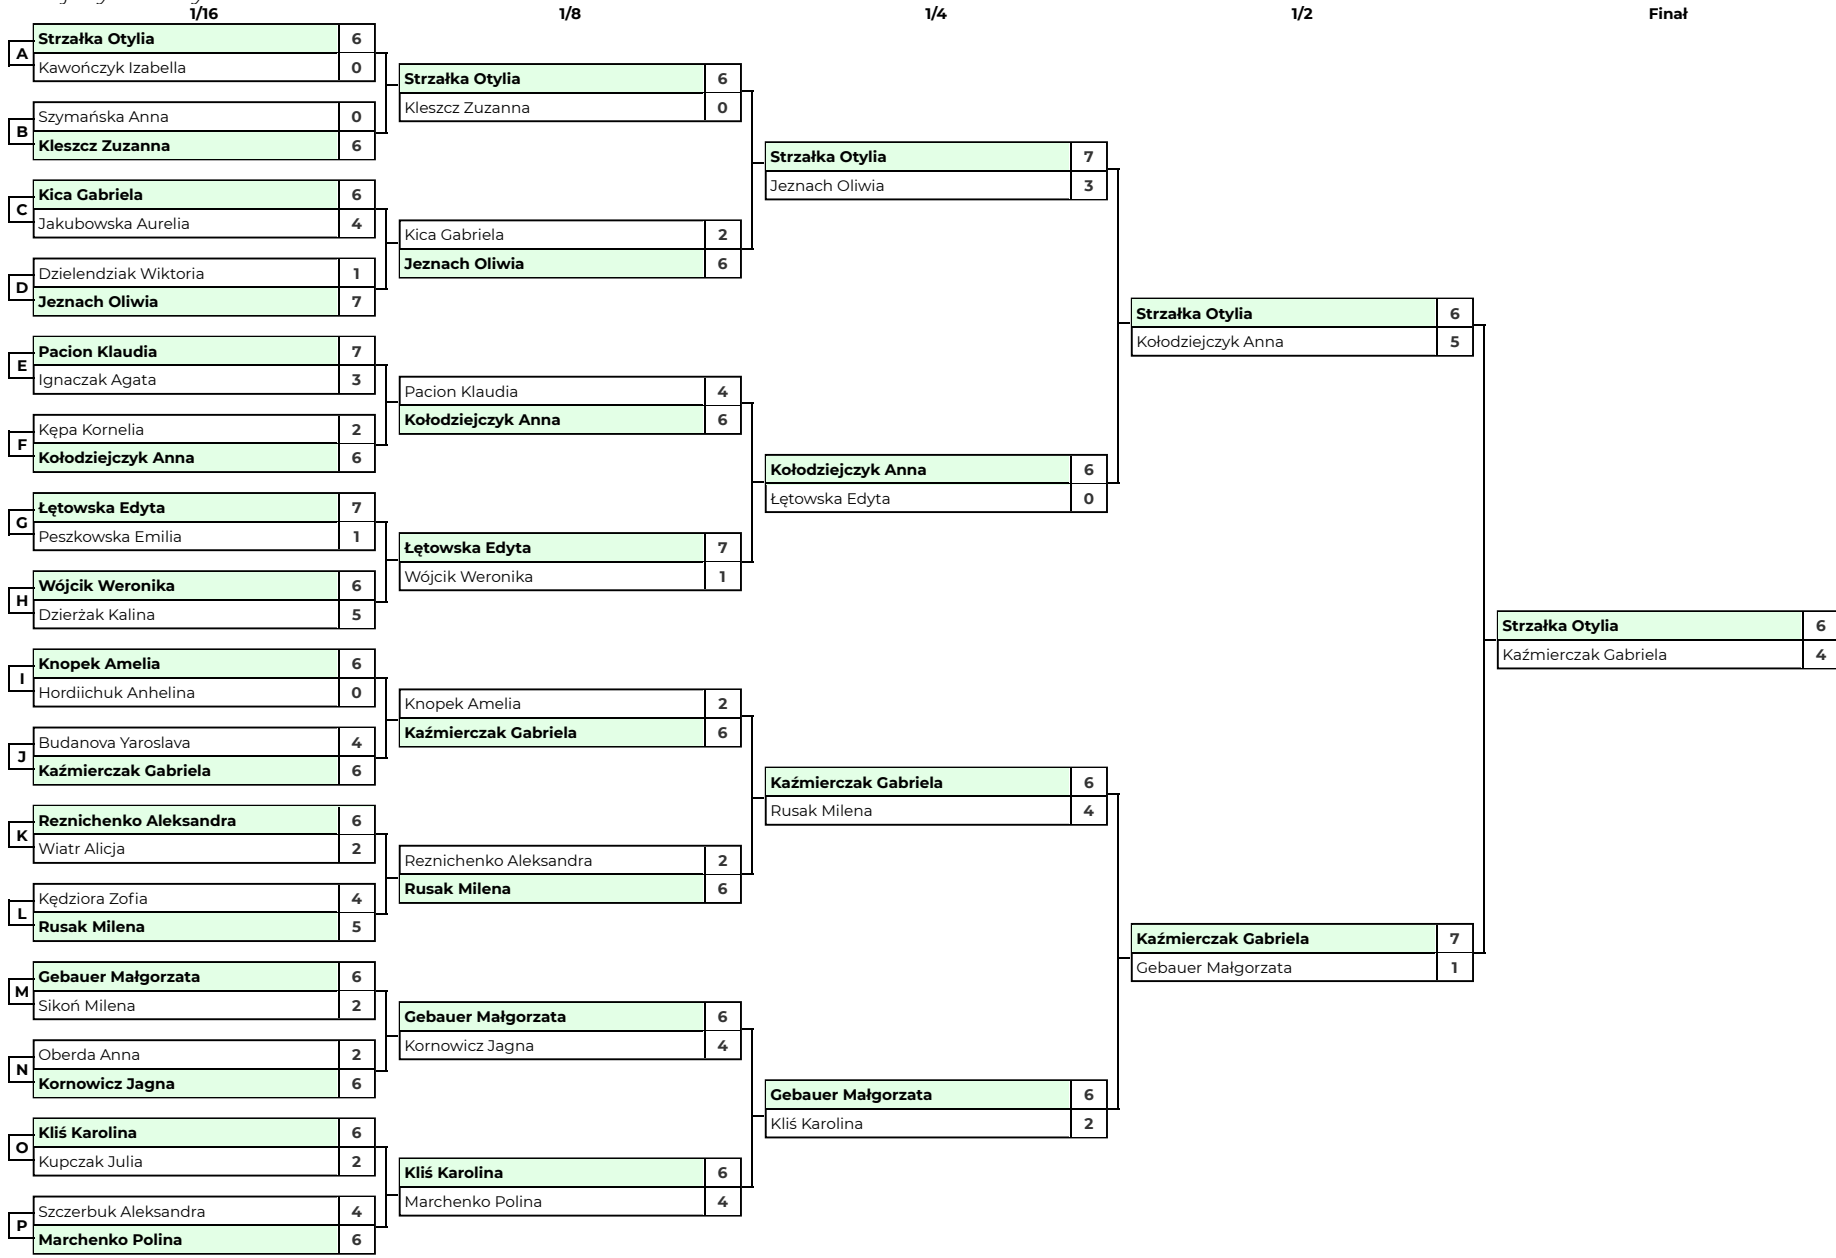 1/16 1/8 1/4 1/2 Finał
A
Strzałka Otylia 6
Kawończyk Izabella 0
B
Szymańska Anna 0
Kleszcz Zuzanna 6
C
Kica Gabriela 6
Jakubowska Aurelia 4
D
Dzielendziak Wiktoria 1
Jeznach Oliwia 7
E
Pacion Klaudia 7
Ignaczak Agata 3
F
Kępa Kornelia 2
Kołodziejczyk Anna 6
G
Łętowska Edyta 7
Peszkowska Emilia 1
H
Wójcik Weronika 6
Dzierżak Kalina 5
I
Knopek Amelia 6
Hordiichuk Anhelina 0
J
Budanova Yaroslava 4
Kaźmierczak Gabriela 6
K
Reznichenko Aleksandra 6
Wiatr Alicja 2
L
Kędziora Zofia 4
Rusak Milena 5
M
Gebauer Małgorzata 6
Sikoń Milena 2
N
Oberda Anna 2
Kornowicz Jagna 6
O
Kliś Karolina 6
Kupczak Julia 2
P
Szczerbuk Aleksandra 4
Marchenko Polina 6
Strzałka Otylia 6
Kleszcz Zuzanna 0
Kica Gabriela 2
Jeznach Oliwia 6
Pacion Klaudia 4
Kołodziejczyk Anna 6
Łętowska Edyta 7
Wójcik Weronika 1
Knopek Amelia 2
Kaźmierczak Gabriela 6
Reznichenko Aleksandra 2
Rusak Milena 6
Gebauer Małgorzata 6
Kornowicz Jagna 4
Kliś Karolina 6
Marchenko Polina 4
Strzałka Otylia 7
Jeznach Oliwia 3
Kołodziejczyk Anna 6
Łętowska Edyta 0
Kaźmierczak Gabriela 6
Rusak Milena 4
Gebauer Małgorzata 6
Kliś Karolina 2
Strzałka Otylia 6
Kołodziejczyk Anna 5
Kaźmierczak Gabriela 7
Gebauer Małgorzata 1
Strzałka Otylia 6
Kaźmierczak Gabriela 4